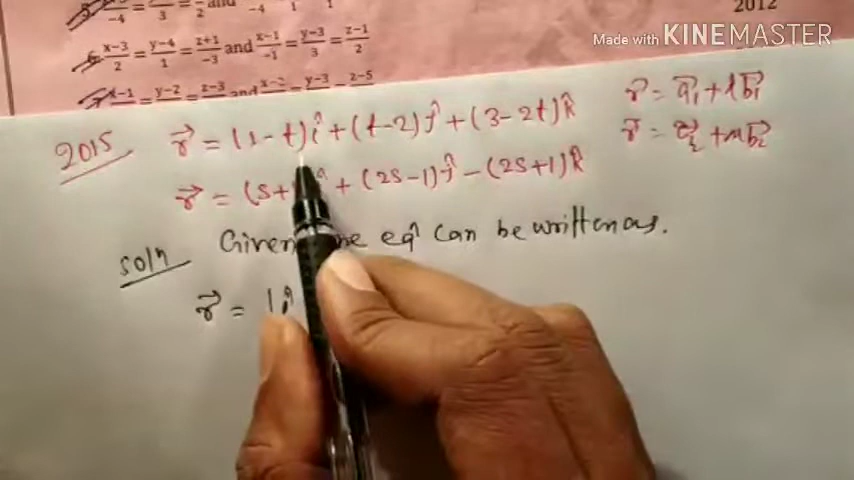 Made with KINEMASTER
2012
x-3/2 = y-4/1 = z+1/-3 and x-1/-1 = y-3/3 = z-1/2
2015 r⃗ = (1-t)î + (t-2)ĵ + (3-2t)k̂
r⃗ = a⃗₁ + λb⃗₁
r⃗ = (s+ + (2s-1)ĵ - (2s+1)k̂
r⃗ = a⃗₂ + μb⃗₂
Soln Given eqⁿ can be written as.
r⃗ = 1î